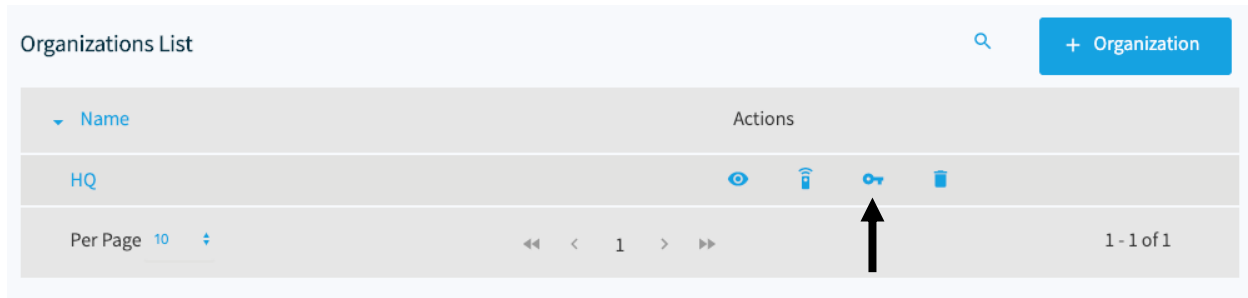 Organizations List
+ Organization
Name Actions
HQ
Per Page 10 1 1 - 1 of 1